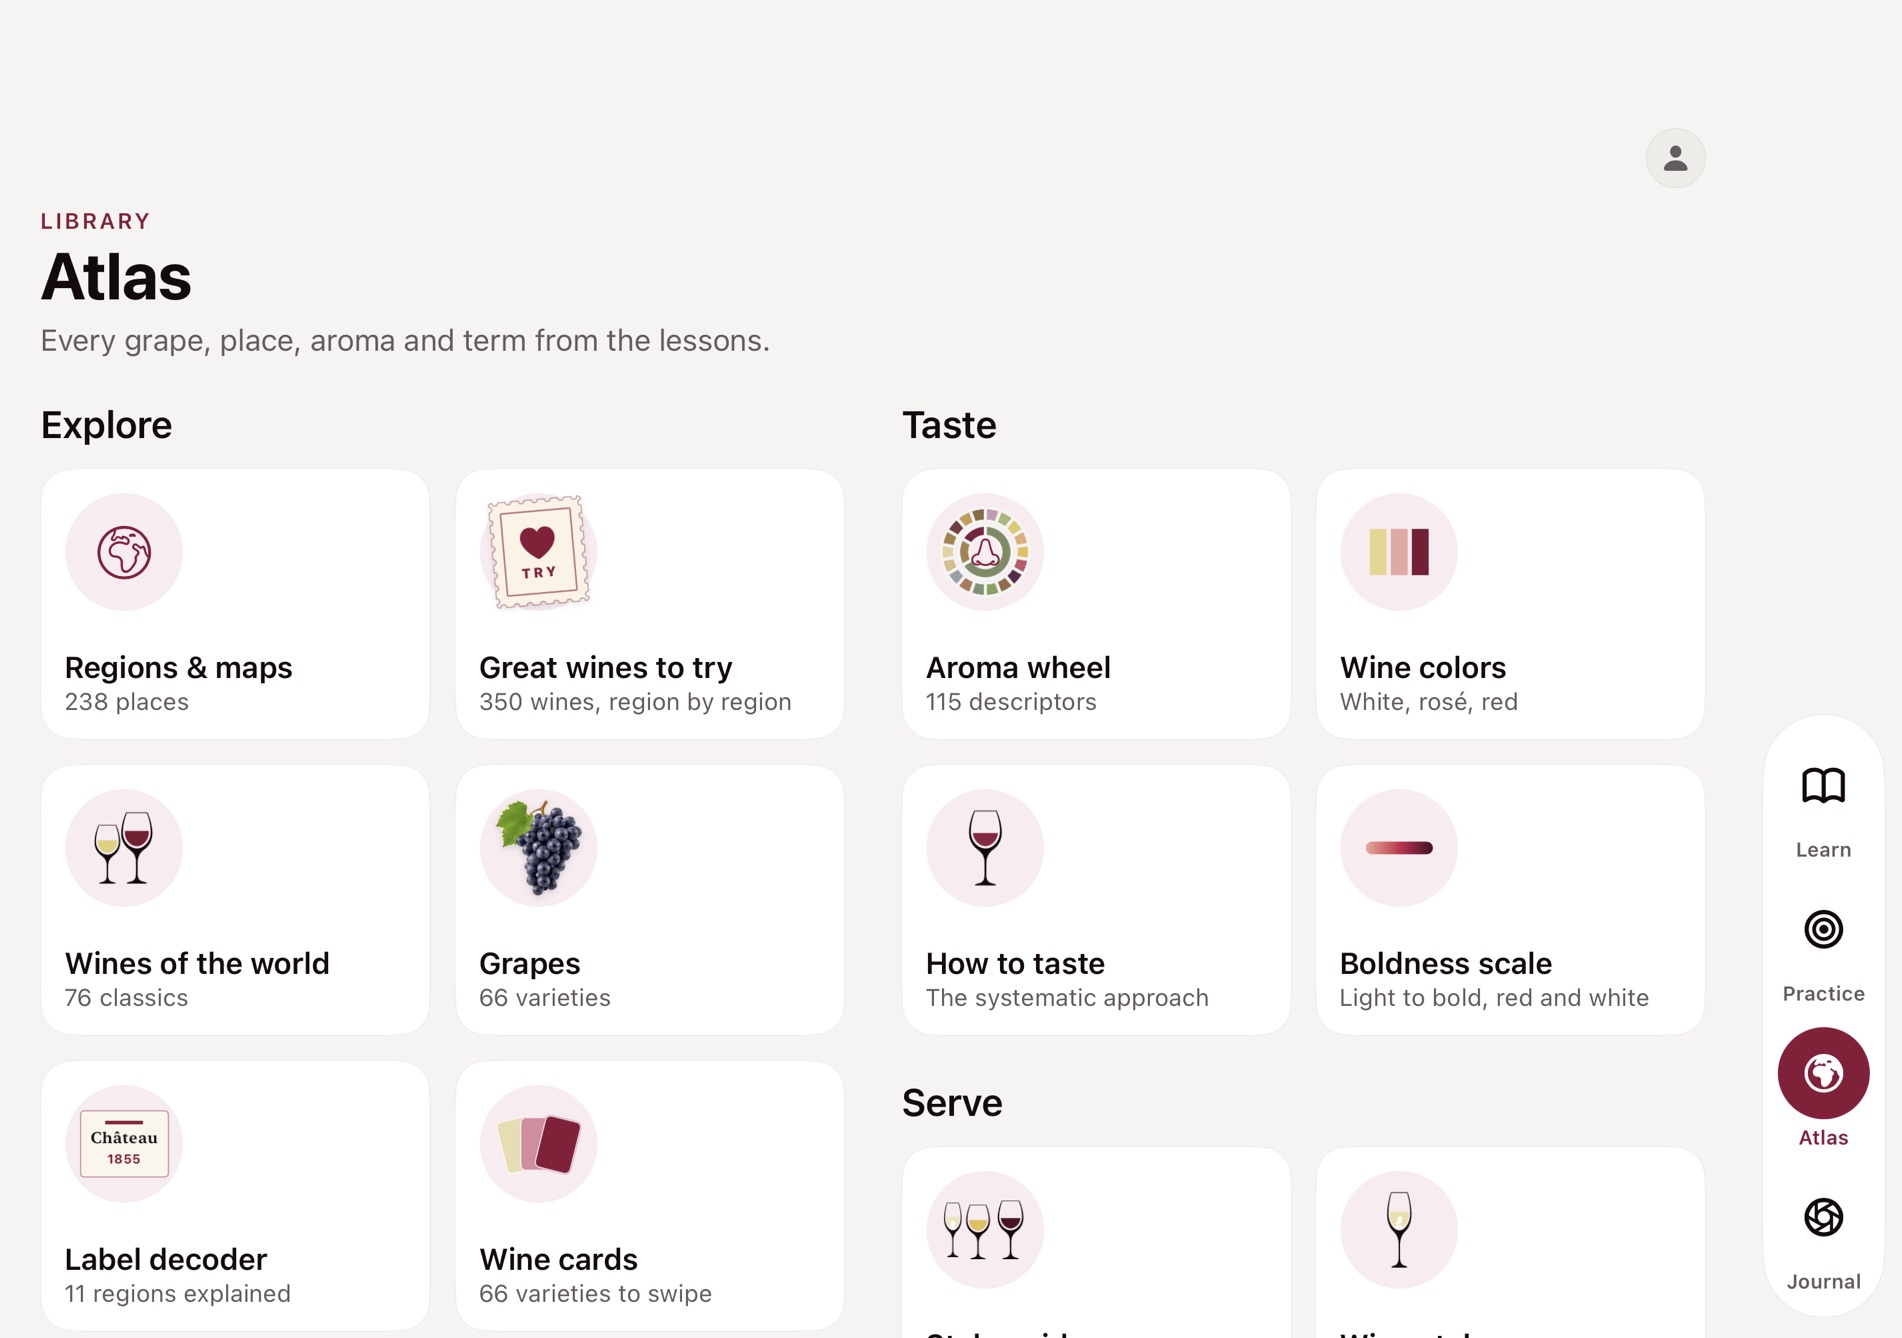 LIBRARY
Atlas
Every grape, place, aroma and term from the lessons.
Explore
TRY
Regions & maps
238 places
Great wines to try
350 wines, region by region
Wines of the world
76 classics
Grapes
66 varieties
Château
1855
Label decoder
11 regions explained
Wine cards
66 varieties to swipe
Taste
Aroma wheel
115 descriptors
Wine colors
White, rosé, red
How to taste
The systematic approach
Boldness scale
Light to bold, red and white
Serve
Learn
Practice
Atlas
Journal